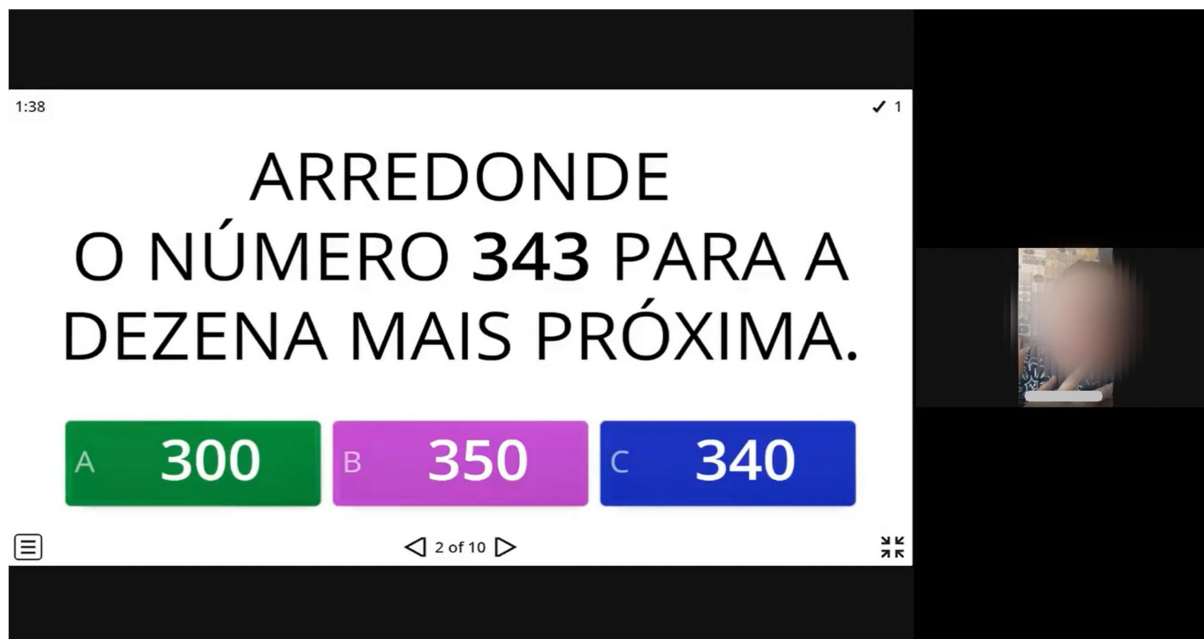 1:38
✓ 1
ARREDONDE
O NÚMERO 343 PARA A
DEZENA MAIS PRÓXIMA.
A 300
B 350
C 340
2 of 10